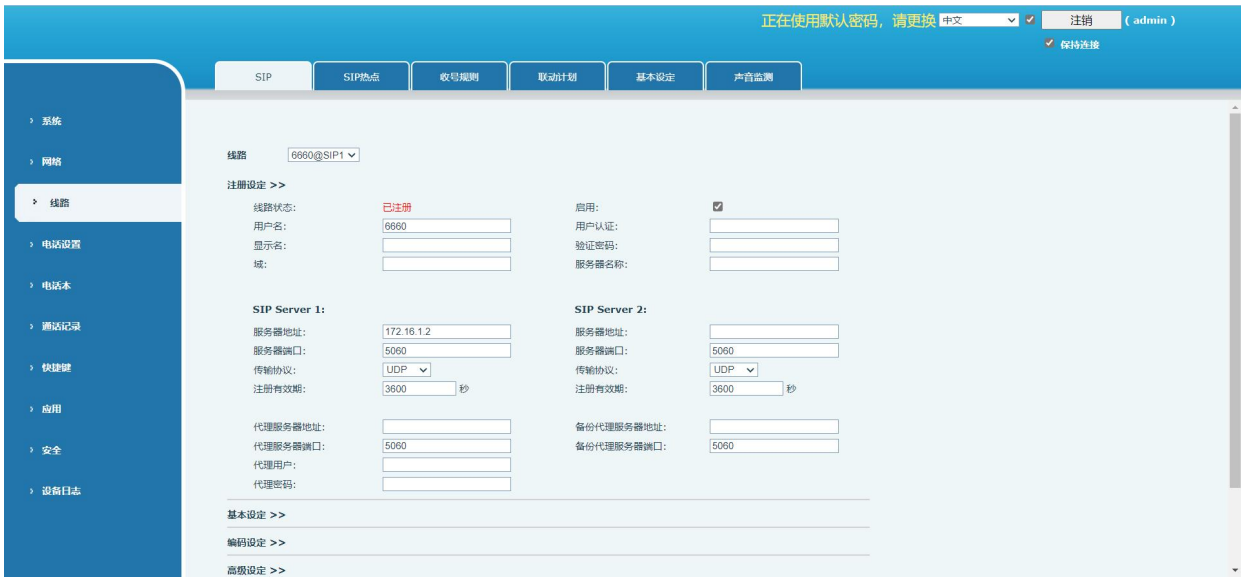 正在使用默认密码，请更换 中文 注销 ( admin )
保持连接
SIP SIP热点 收号规则 联动计划 基本设定 声音监测
› 系统
› 网络
› 线路
› 电话设置
› 电话本
› 通话记录
› 快捷键
› 应用
› 安全
› 设备日志
线路 6660@SIP1
注册设定 >>
线路状态: 已注册 启用:
用户名: 6660 用户认证:
显示名: 验证密码:
域: 服务器名称:
SIP Server 1: SIP Server 2:
服务器地址: 172.16.1.2 服务器地址:
服务器端口: 5060 服务器端口: 5060
传输协议: UDP 传输协议: UDP
注册有效期: 3600 秒 注册有效期: 3600 秒
代理服务器地址: 备份代理服务器地址:
代理服务器端口: 5060 备份代理服务器端口: 5060
代理用户:
代理密码:
基本设定 >>
编码设定 >>
高级设定 >>